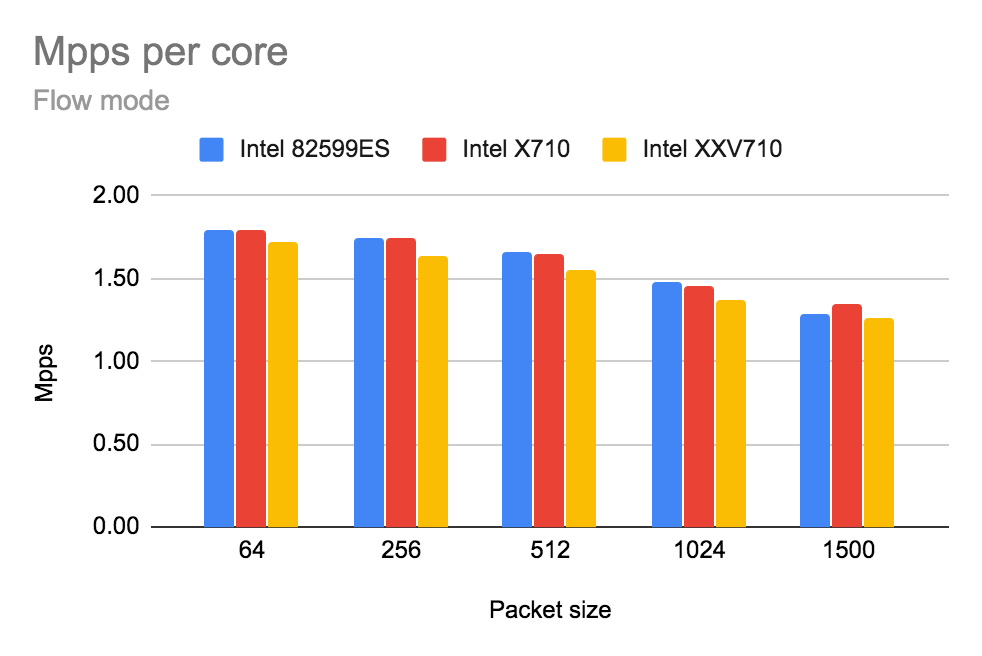 Mpps per core
Flow mode
Intel 82599ES Intel X710 Intel XXV710
2.00
1.50
1.00
0.50
0.00
Mpps
64 256 512 1024 1500
Packet size